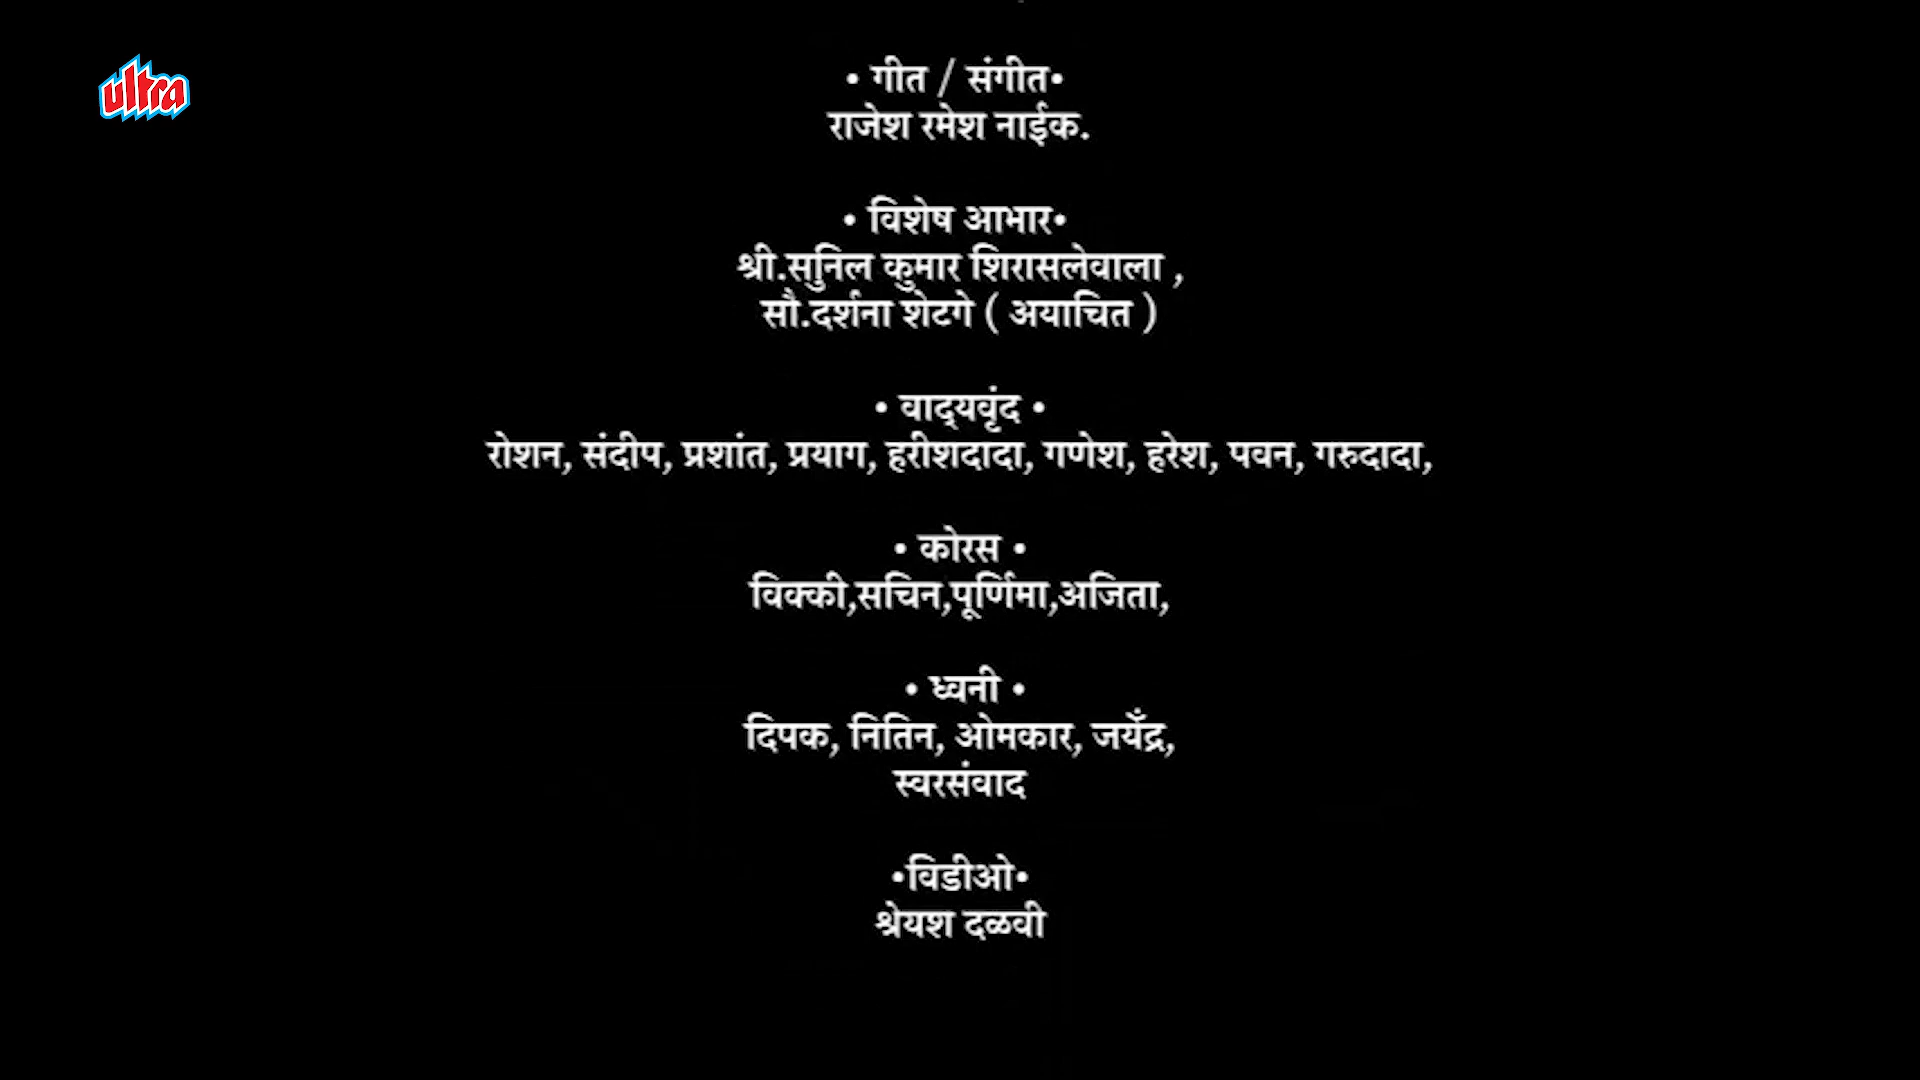 ultra
• गीत / संगीत•
राजेश रमेश नाईक.
• विशेष आभार•
श्री.सुनिल कुमार शिरासलेवाला ,
सौ.दर्शना शेटगे ( अयाचित )
• वाद्यवृंद •
रोशन, संदीप, प्रशांत, प्रयाग, हरीशदादा, गणेश, हरेश, पवन, गरुदादा,
• कोरस •
विक्की,सचिन,पूर्णिमा,अजिता,
• ध्वनी •
दिपक, नितिन, ओमकार, जयेँद्र,
स्वरसंवाद
•विडीओ•
श्रेयश दळवी